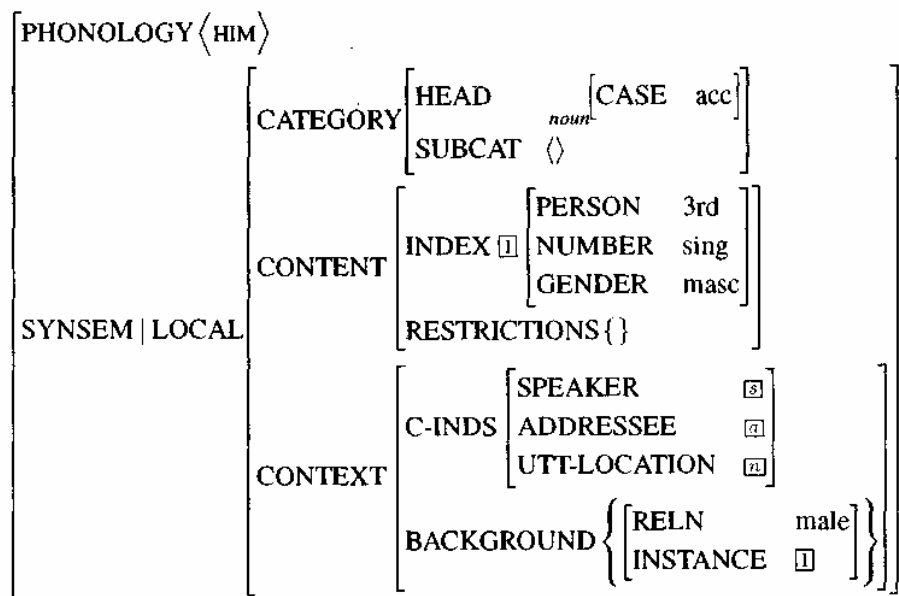 PHONOLOGY ⟨HIM⟩
CATEGORY
HEAD noun [CASE acc]
SUBCAT ⟨⟩
CONTENT
INDEX [1]
PERSON 3rd
NUMBER sing
GENDER masc
RESTRICTIONS { }
SYNSEM | LOCAL
CONTEXT
C-INDS
SPEAKER [s]
ADDRESSEE [a]
UTT-LOCATION [n]
BACKGROUND
RELN male
INSTANCE [1]